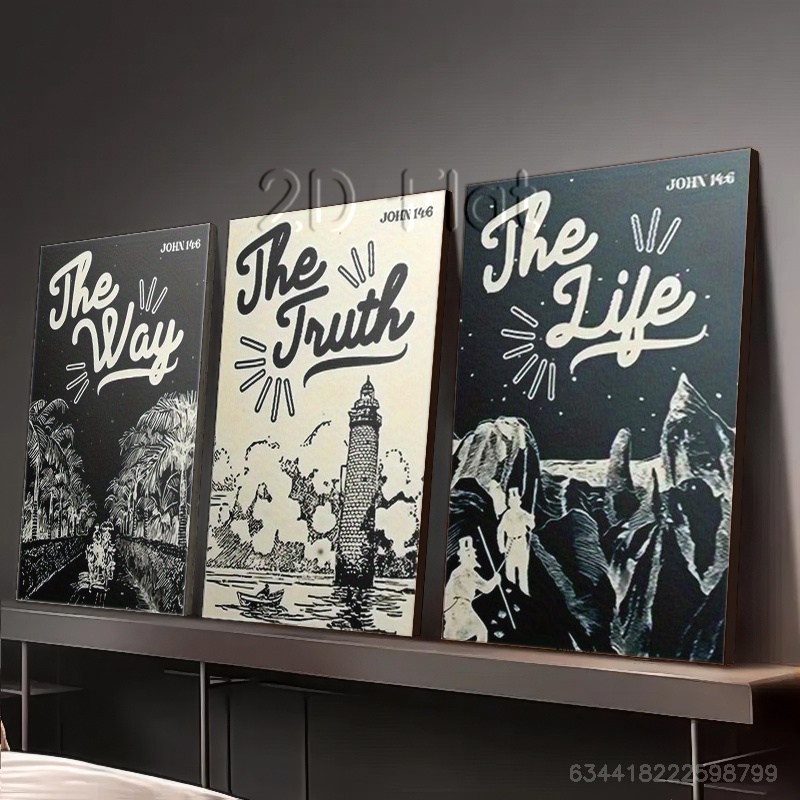 2D Flat
JOHN 14:6
The
Way
JOHN 14:6
The
Truth
JOHN 14:6
The
Life
634418222598799